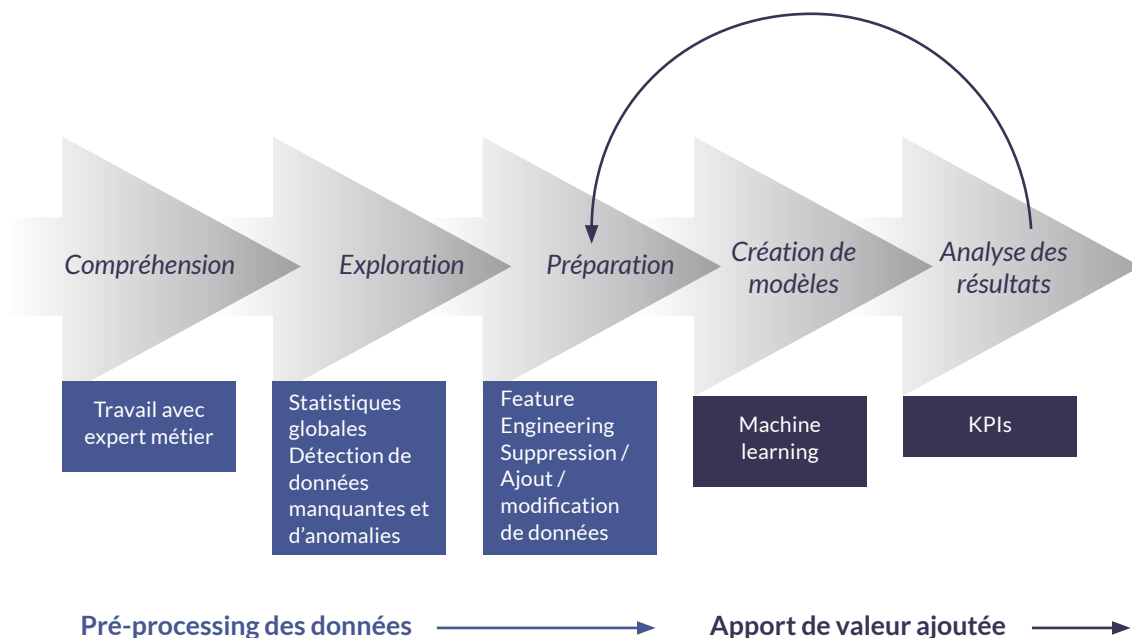 Compréhension
Exploration
Préparation
Création de
modèles
Analyse des
résultats
Travail avec
expert métier
Statistiques
globales
Détection de
données
manquantes et
d’anomalies
Feature
Engineering
Suppression /
Ajout /
modification
de données
Machine
learning
KPIs
Pré-processing des données
Apport de valeur ajoutée